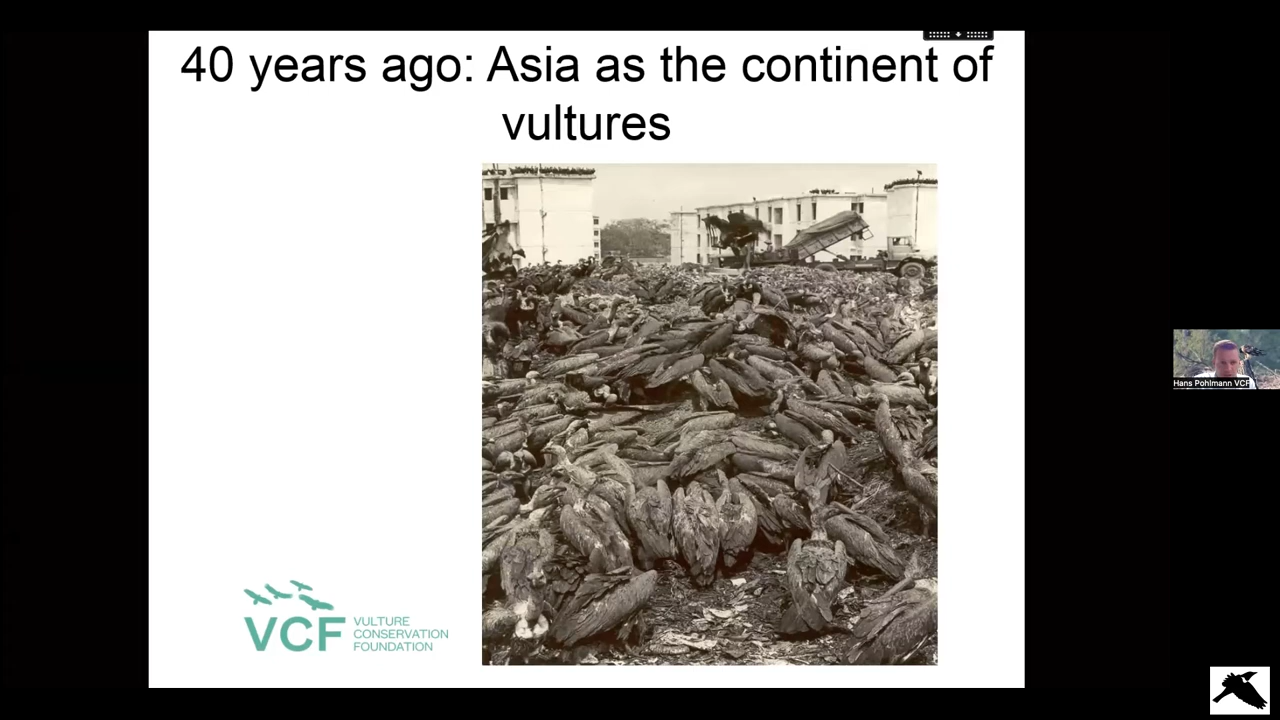 40 years ago: Asia as the continent of
vultures
VCF
VULTURE
CONSERVATION
FOUNDATION
Hans Pohlmann VCF